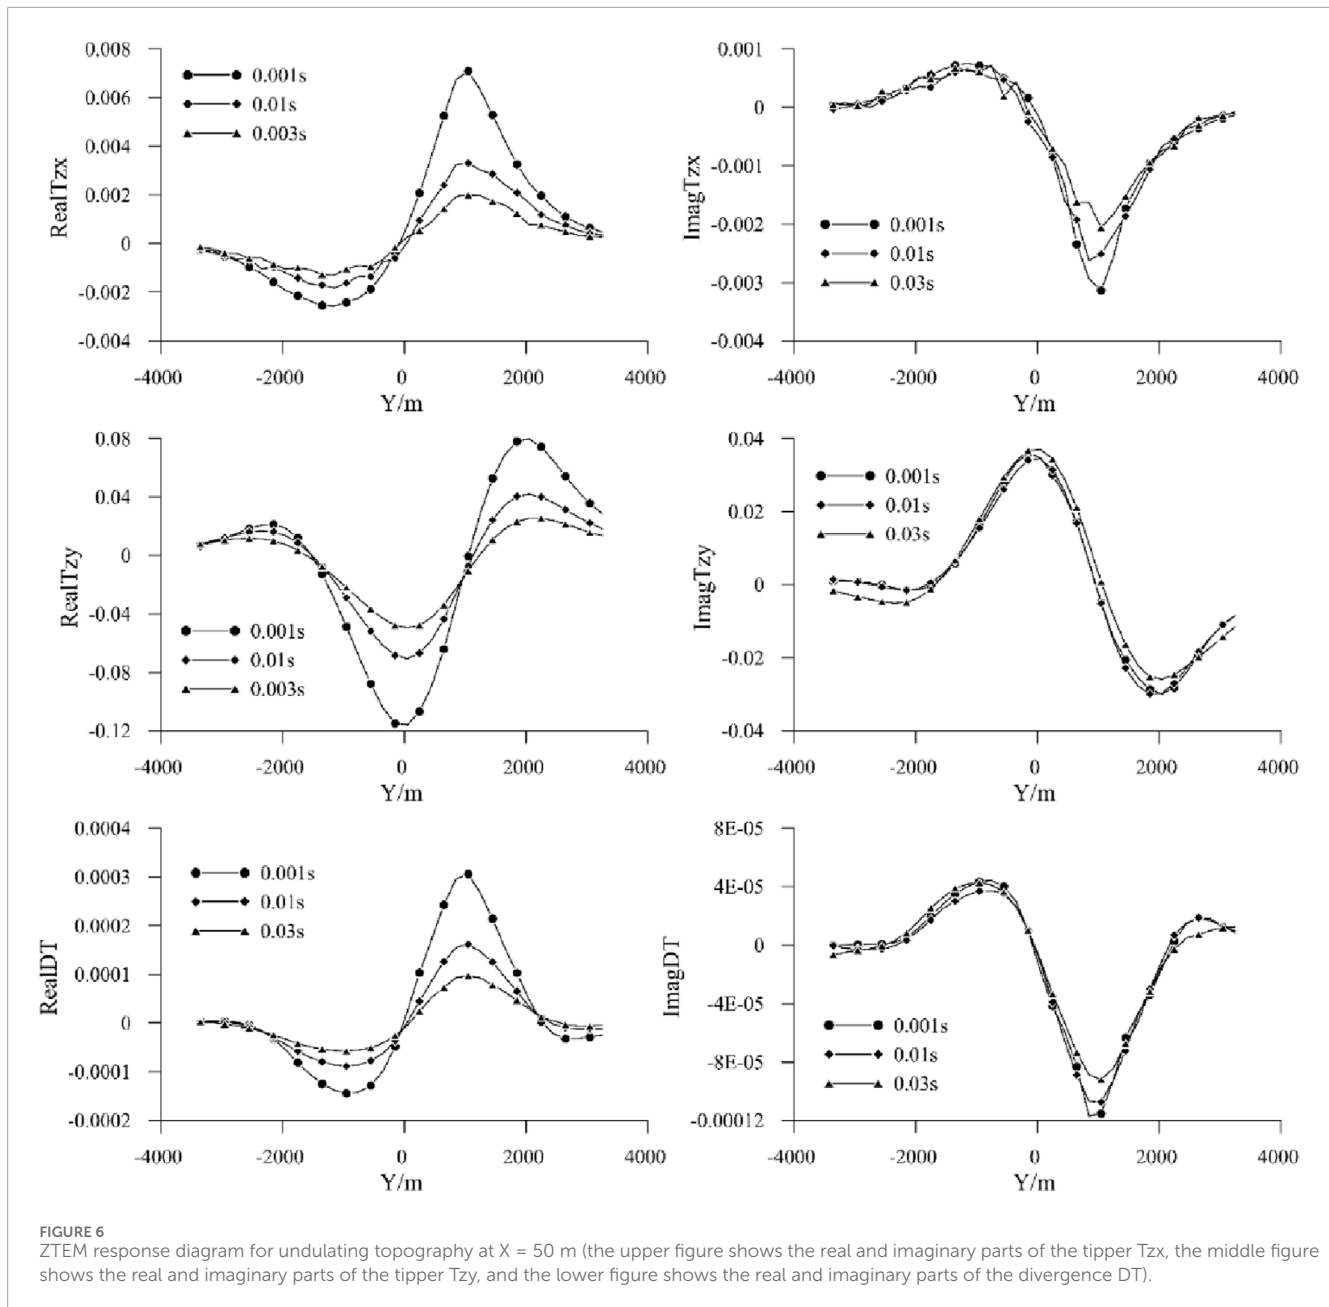 0.008
0.006
0.004
0.002
0
-0.002
-0.004
RealTzx
0.001s
0.01s
0.003s
-4000 -2000 0 2000 4000
Y/m
0.001
0
-0.001
-0.002
-0.003
-0.004
ImagTzx
0.001s
0.01s
0.03s
-4000 -2000 0 2000 4000
Y/m
0.08
0.04
0
-0.04
-0.08
-0.12
RealTzy
0.001s
0.01s
0.003s
-4000 -2000 0 2000 4000
Y/m
0.04
0.02
0
-0.02
-0.04
ImagTzy
0.001s
0.01s
0.03s
-4000 -2000 0 2000 4000
Y/m
0.0004
0.0003
0.0002
0.0001
0
-0.0001
-0.0002
RealDT
0.001s
0.01s
0.03s
-4000 -2000 0 2000 4000
Y/m
8E-05
4E-05
0
-4E-05
-8E-05
-0.00012
ImagDT
0.001s
0.01s
0.03s
-4000 -2000 0 2000 4000
Y/m
FIGURE 6
ZTEM response diagram for undulating topography at X = 50 m (the upper figure shows the real and imaginary parts of the tipper Tzx, the middle figure
shows the real and imaginary parts of the tipper Tzy, and the lower figure shows the real and imaginary parts of the divergence DT).